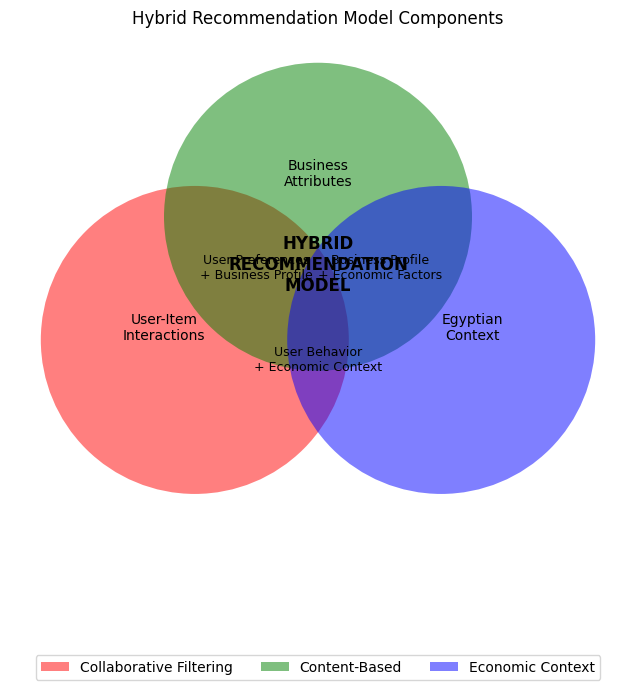 Hybrid Recommendation Model Components
Business
Attributes
HYBRID
RECOMMENDATION
MODEL
User Preferences
+ Business Profile
Business Profile
+ Economic Factors
User-Item
Interactions
Egyptian
Context
User Behavior
+ Economic Context
Collaborative Filtering
Content-Based
Economic Context